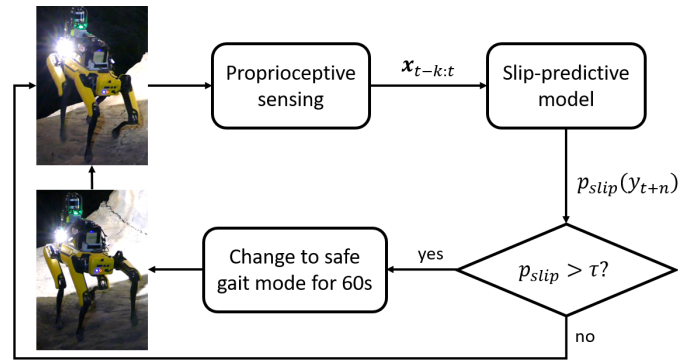 Proprioceptive
sensing
𝒙_{t−k:t}
Slip-predictive
model
p_{slip}(y_{t+n})
p_{slip} > τ?
yes
Change to safe
gait mode for 60s
no